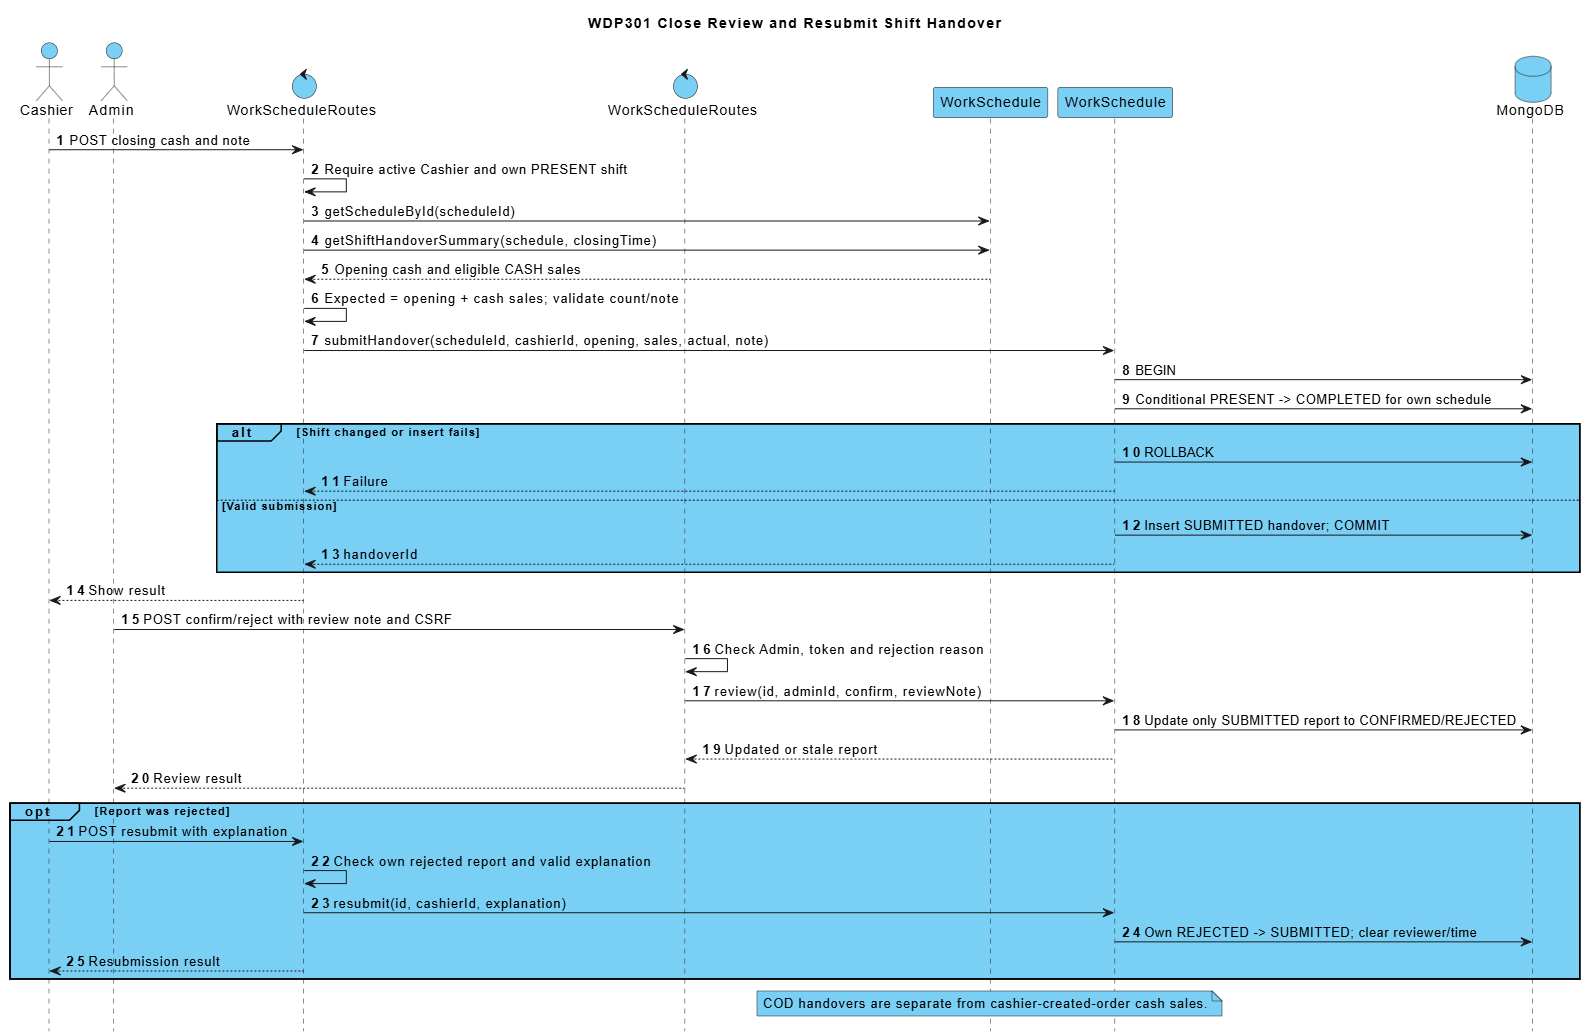 WDP301 Close Review and Resubmit Shift Handover
Cashier
Admin
WorkScheduleRoutes
WorkScheduleRoutes
WorkSchedule
WorkSchedule
MongoDB
1 POST closing cash and note
2 Require active Cashier and own PRESENT shift
3 getScheduleById(scheduleId)
4 getShiftHandoverSummary(schedule, closingTime)
5 Opening cash and eligible CASH sales
6 Expected = opening + cash sales; validate count/note
7 submitHandover(scheduleId, cashierId, opening, sales, actual, note)
8 BEGIN
9 Conditional PRESENT -> COMPLETED for own schedule
alt [Shift changed or insert fails]
10 ROLLBACK
11 Failure
[Valid submission]
12 Insert SUBMITTED handover; COMMIT
13 handoverId
14 Show result
15 POST confirm/reject with review note and CSRF
16 Check Admin, token and rejection reason
17 review(id, adminId, confirm, reviewNote)
18 Update only SUBMITTED report to CONFIRMED/REJECTED
19 Updated or stale report
20 Review result
opt [Report was rejected]
21 POST resubmit with explanation
22 Check own rejected report and valid explanation
23 resubmit(id, cashierId, explanation)
24 Own REJECTED -> SUBMITTED; clear reviewer/time
25 Resubmission result
COD handovers are separate from cashier-created-order cash sales.